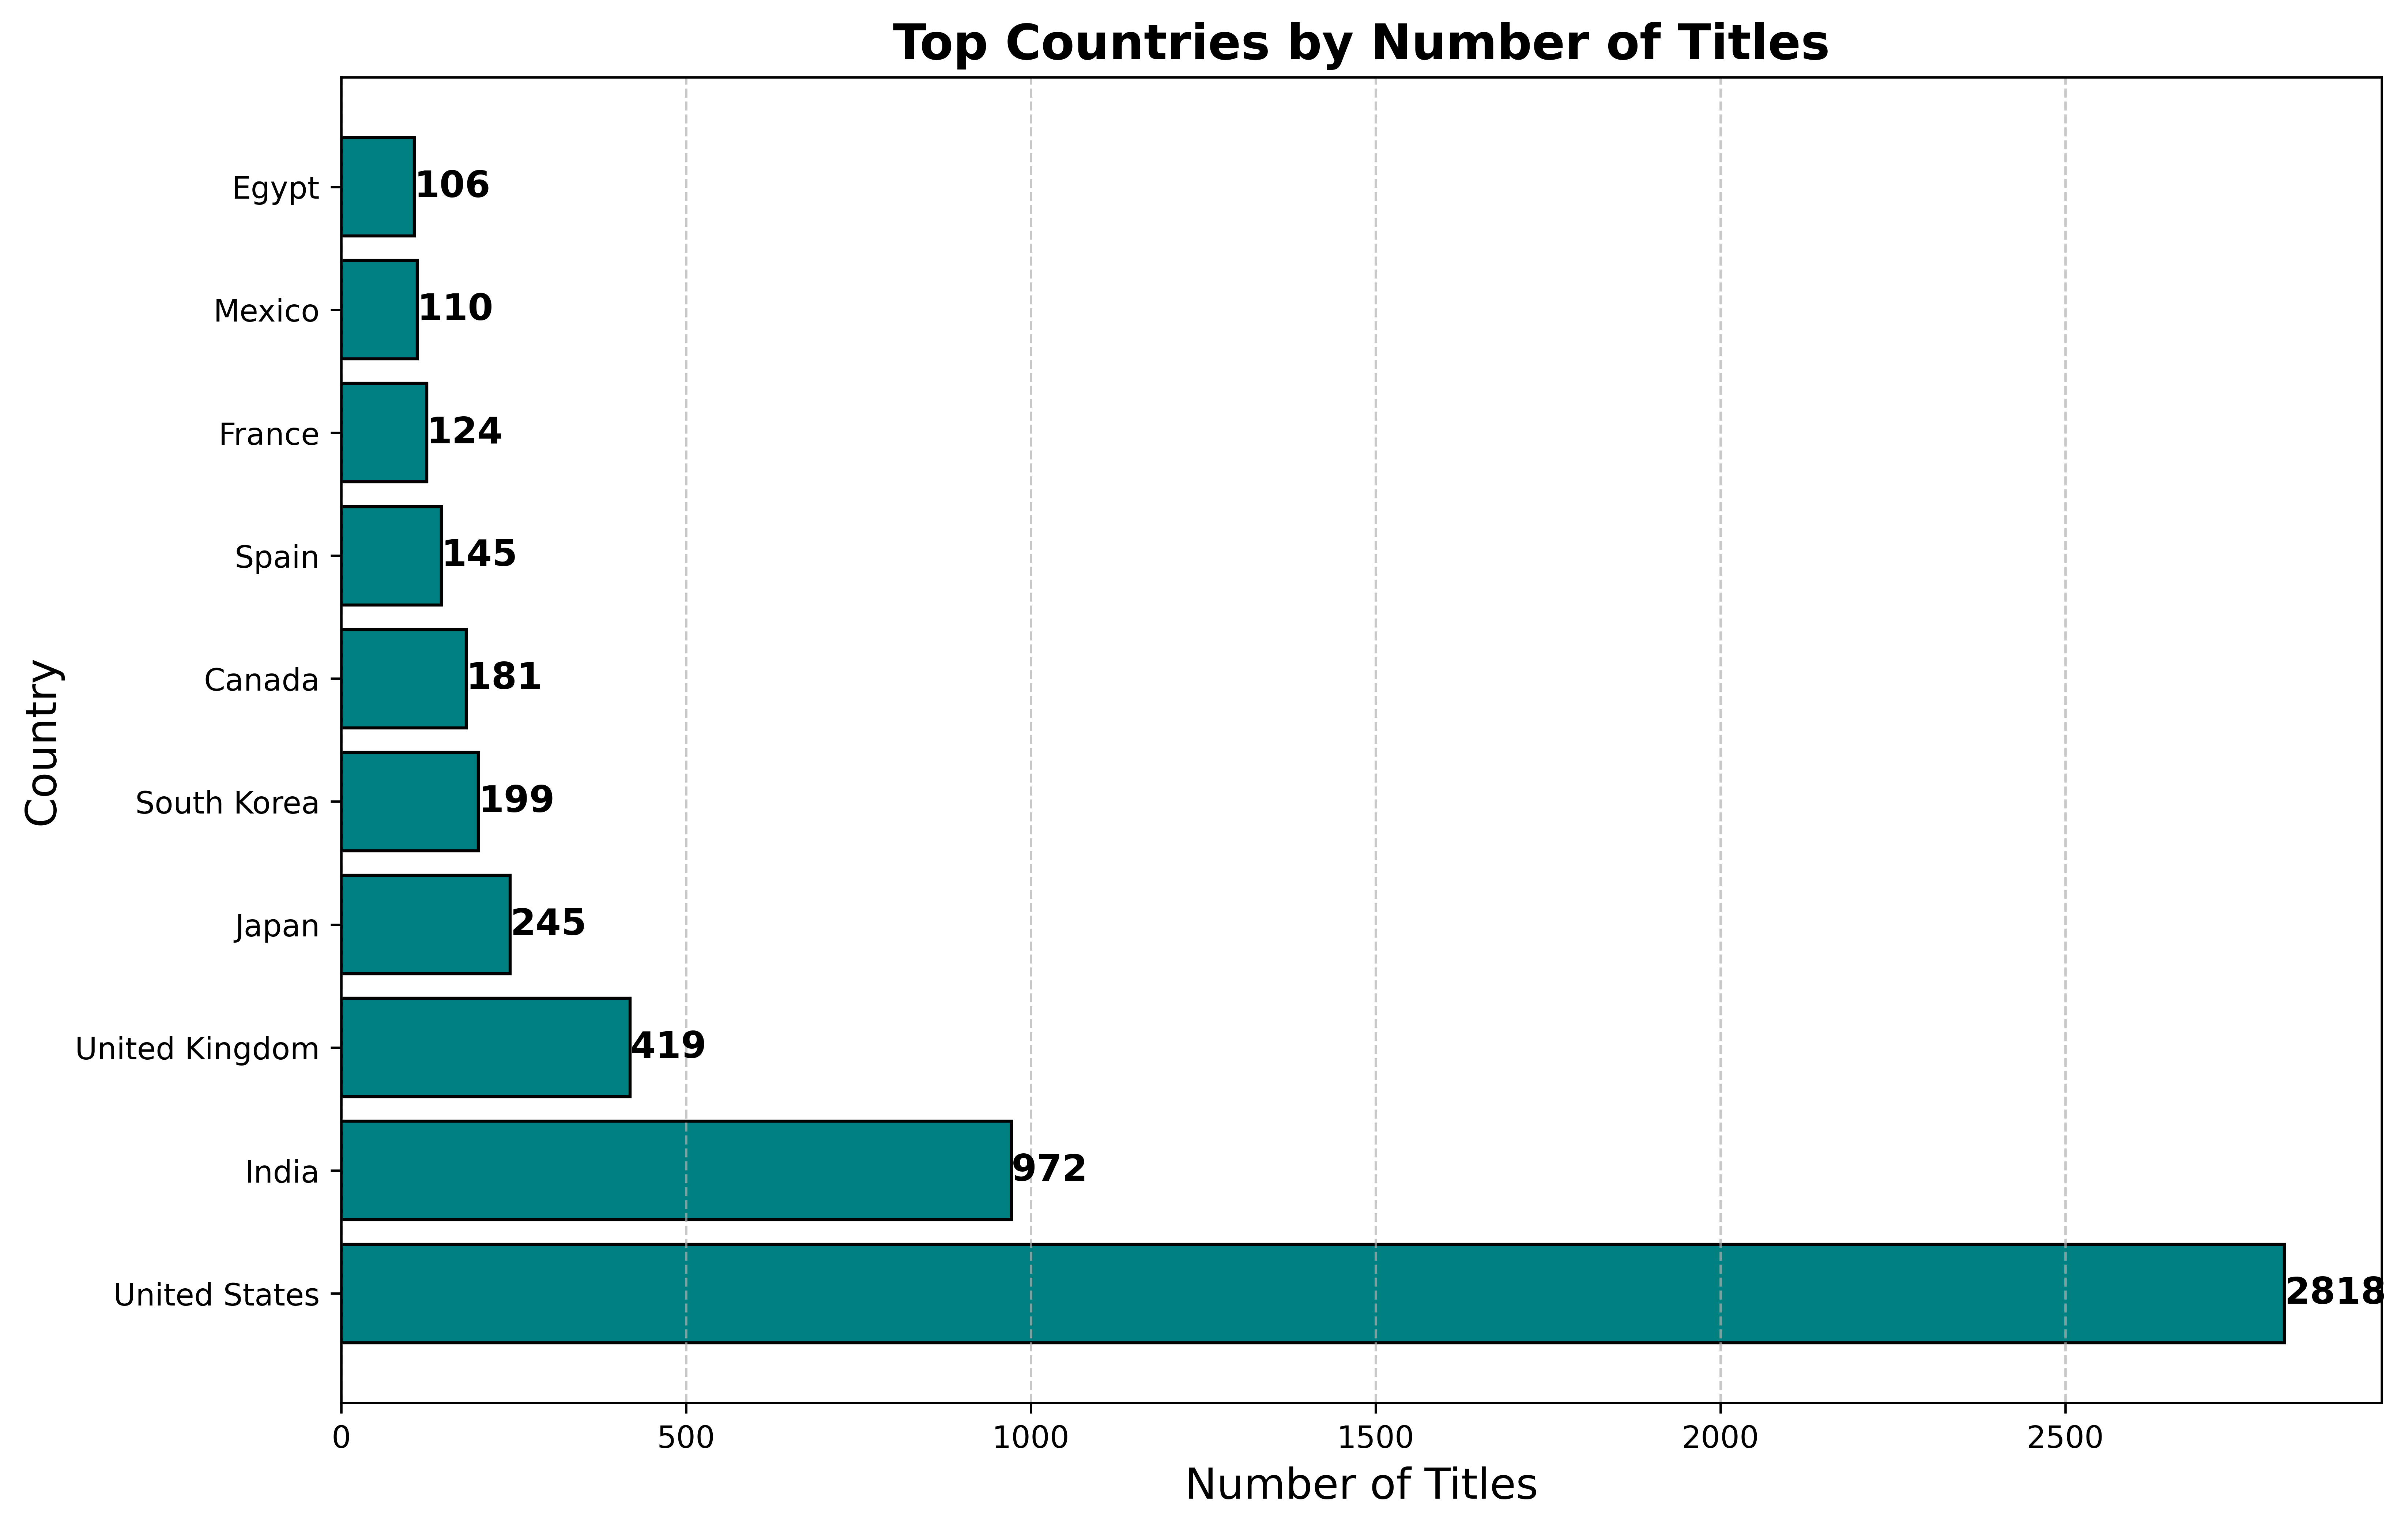 Top Countries by Number of Titles
Egypt 106
Mexico 110
France 124
Spain 145
Canada 181
South Korea 199
Japan 245
United Kingdom 419
India 972
United States 2818
Country
0 500 1000 1500 2000 2500
Number of Titles